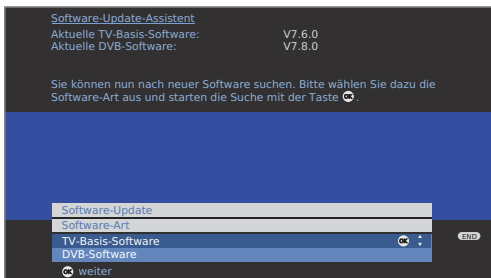 Software-Update-Assistent
Aktuelle TV-Basis-Software: V7.6.0
Aktuelle DVB-Software: V7.8.0
Sie können nun nach neuer Software suchen. Bitte wählen Sie dazu die
Software-Art aus und starten die Suche mit der Taste OK .
Software-Update
Software-Art
TV-Basis-Software OK
END
DVB-Software
OK weiter